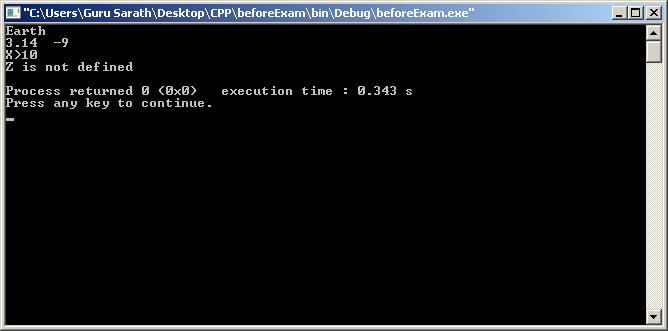 "C:\Users\Guru Sarath\Desktop\CPP\beforeExam\bin\Debug\beforeExam.exe"
Earth
3.14  -9
X>10
Z is not defined
Process returned 0 (0x0)   execution time : 0.343 s
Press any key to continue.